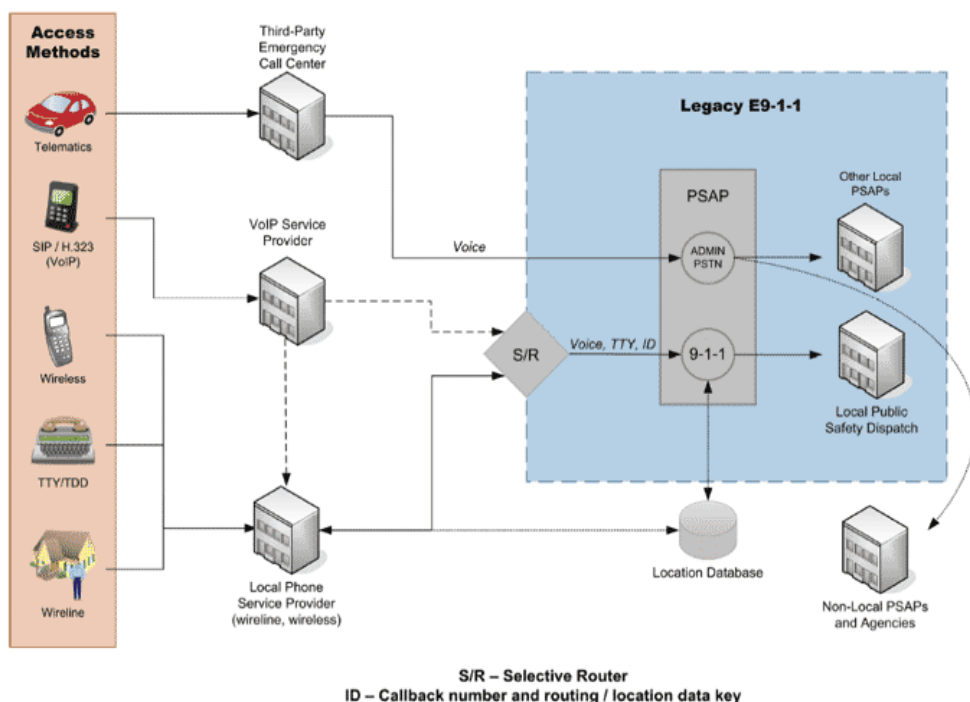 Access
Methods
Telematics
SIP / H.323
(VoIP)
Wireless
TTY/TDD
Wireline
Third-Party
Emergency
Call Center
VoIP Service
Provider
Local Phone
Service Provider
(wireline, wireless)
Voice
S/R
Voice, TTY, ID
Legacy E9-1-1
PSAP
ADMIN
PSTN
9-1-1
Other Local
PSAPs
Local Public
Safety Dispatch
Location Database
Non-Local PSAPs
and Agencies
S/R – Selective Router
ID – Callback number and routing / location data key